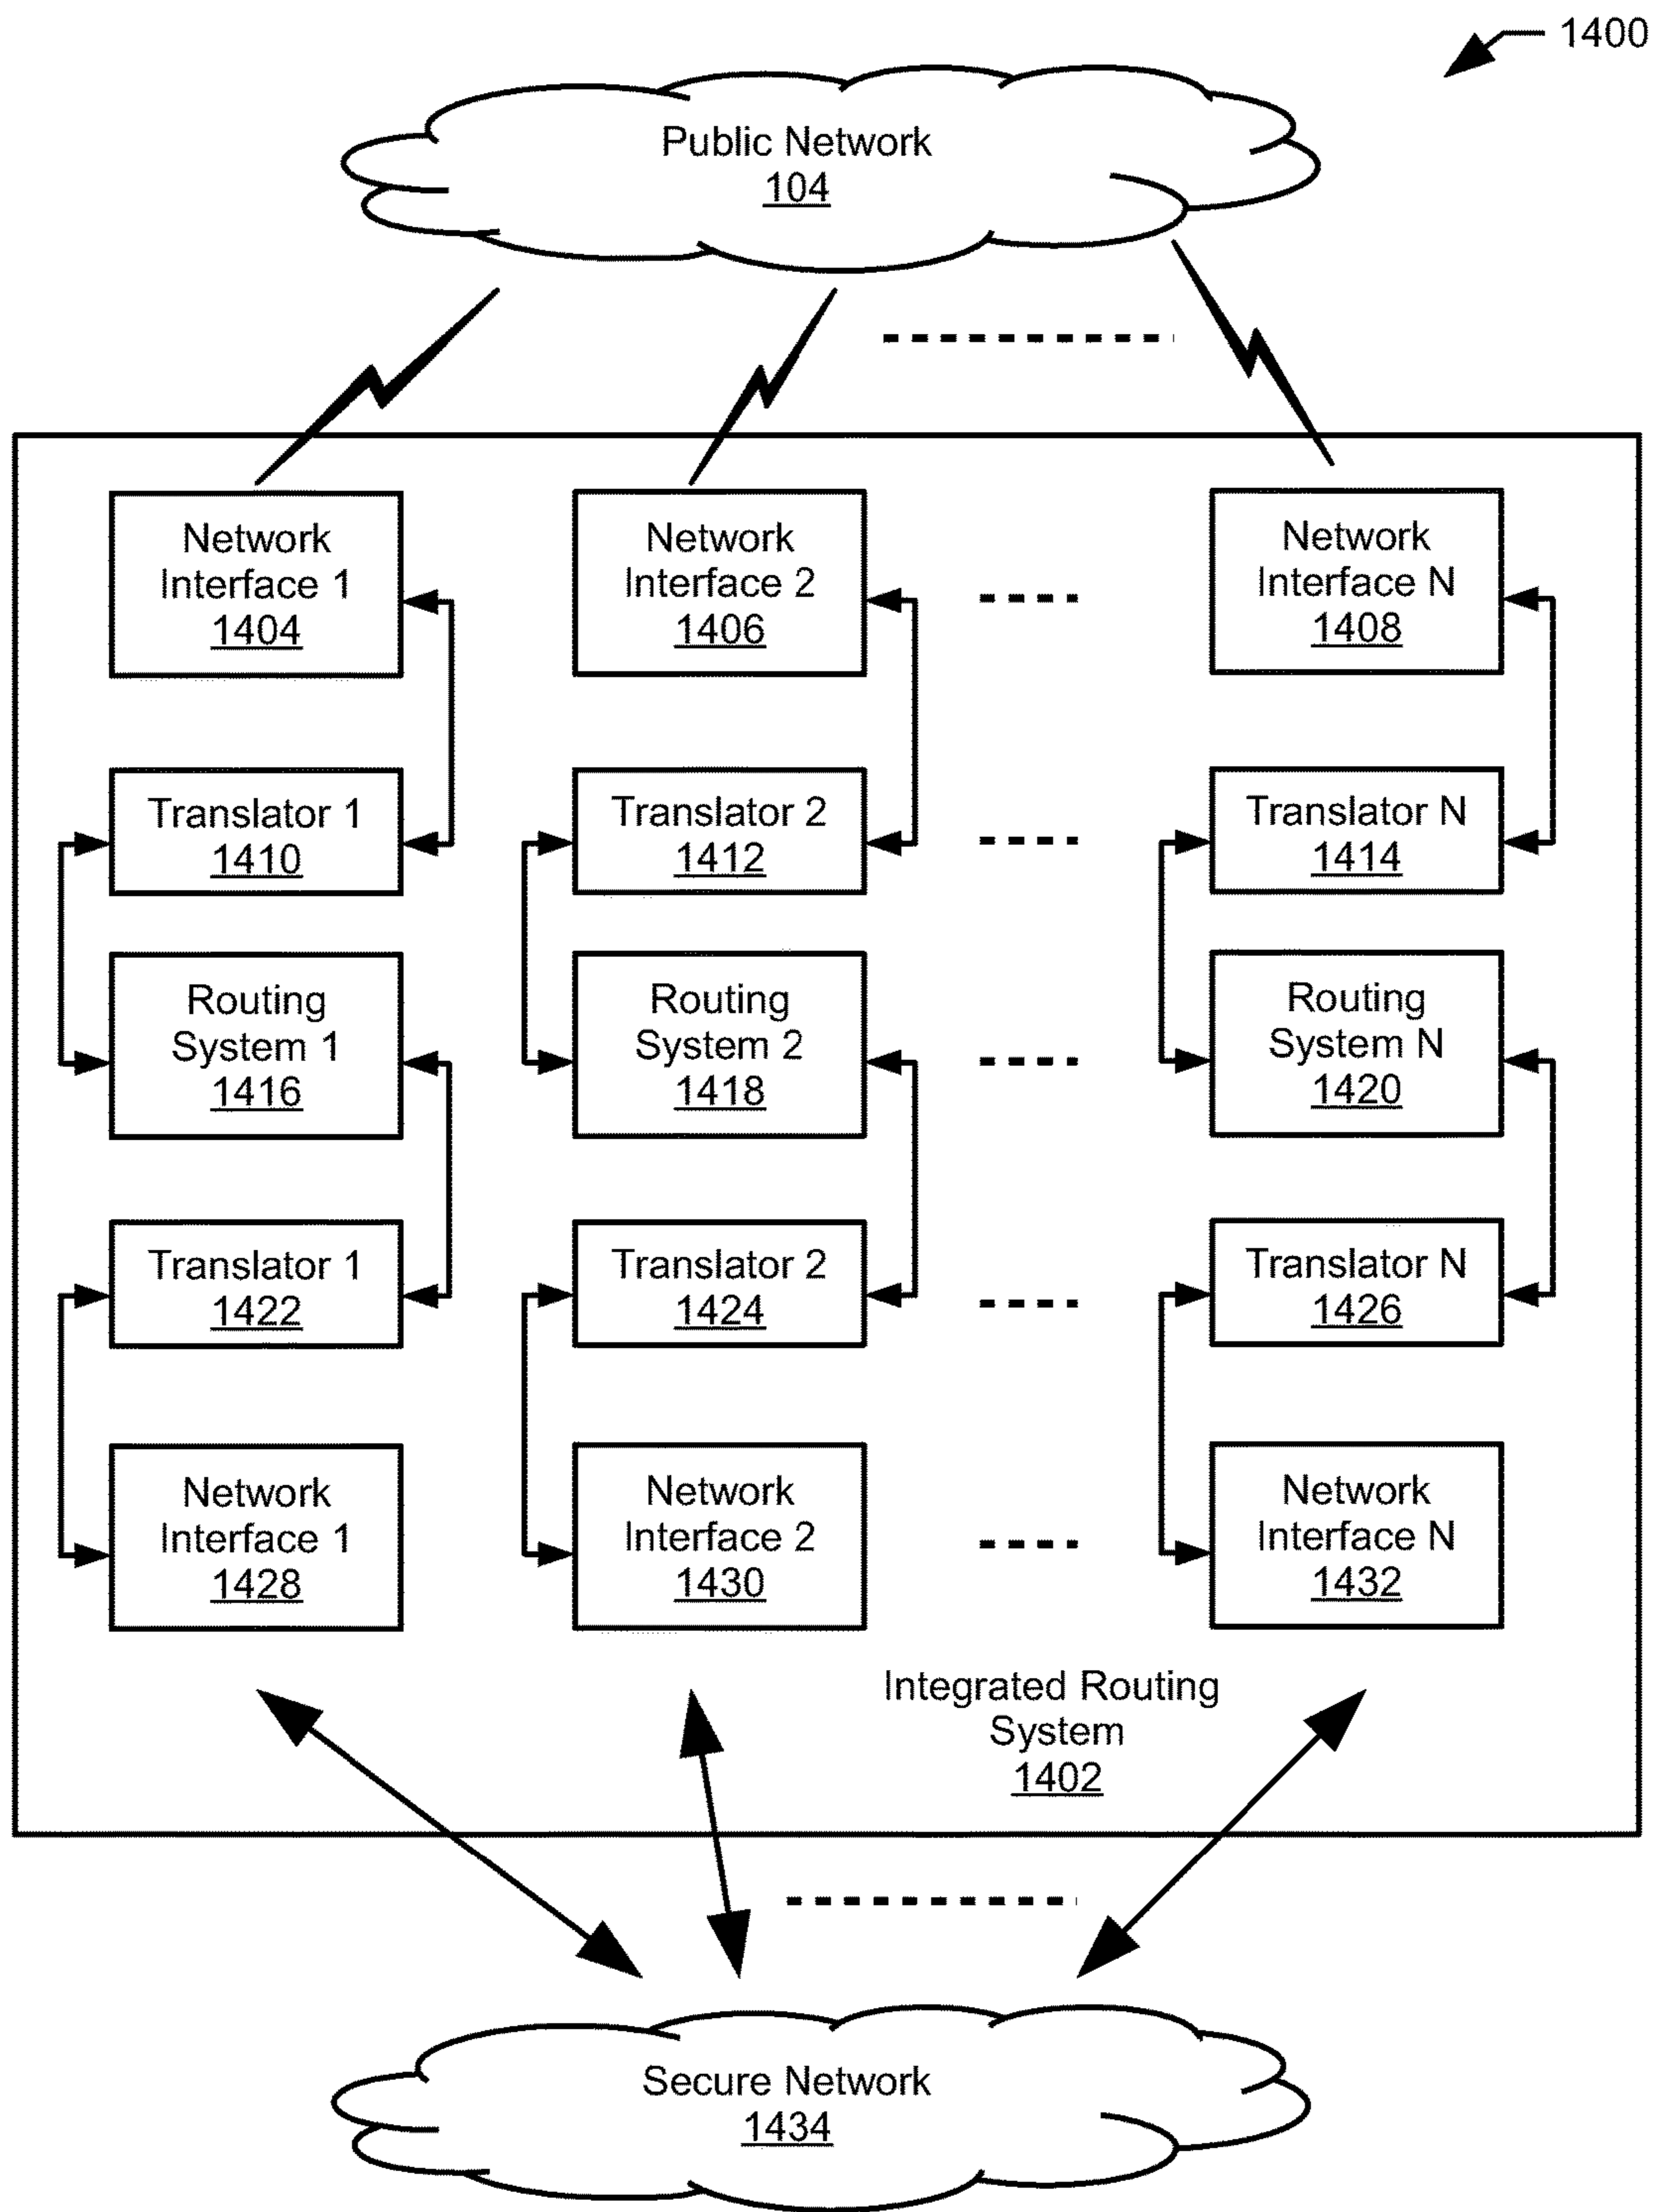 1400
Public Network
104
Network
Interface 1
1404
Network
Interface 2
1406
Network
Interface N
1408
Translator 1
1410
Translator 2
1412
Translator N
1414
Routing
System 1
1416
Routing
System 2
1418
Routing
System N
1420
Translator 1
1422
Translator 2
1424
Translator N
1426
Network
Interface 1
1428
Network
Interface 2
1430
Network
Interface N
1432
Integrated Routing
System
1402
Secure Network
1434